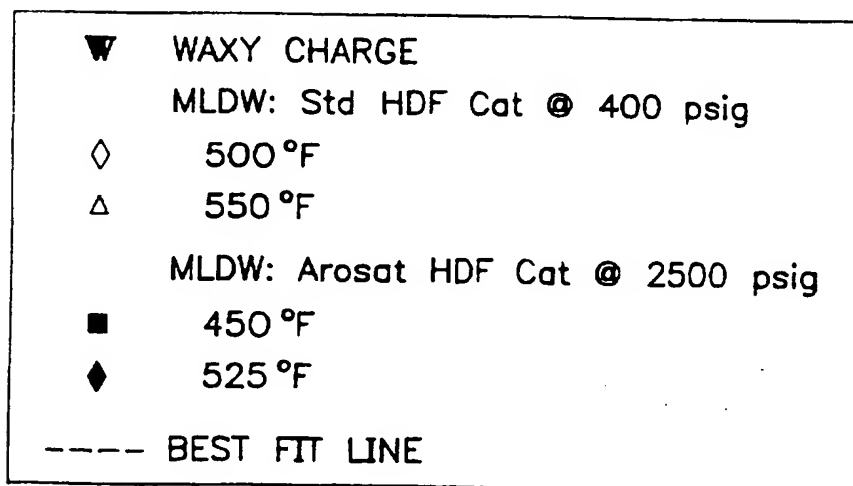 WAXY CHARGE
MLDW: Std HDF Cat @ 400 psig
500°F
550°F
MLDW: Arosat HDF Cat @ 2500 psig
450°F
525°F
BEST FIT LINE